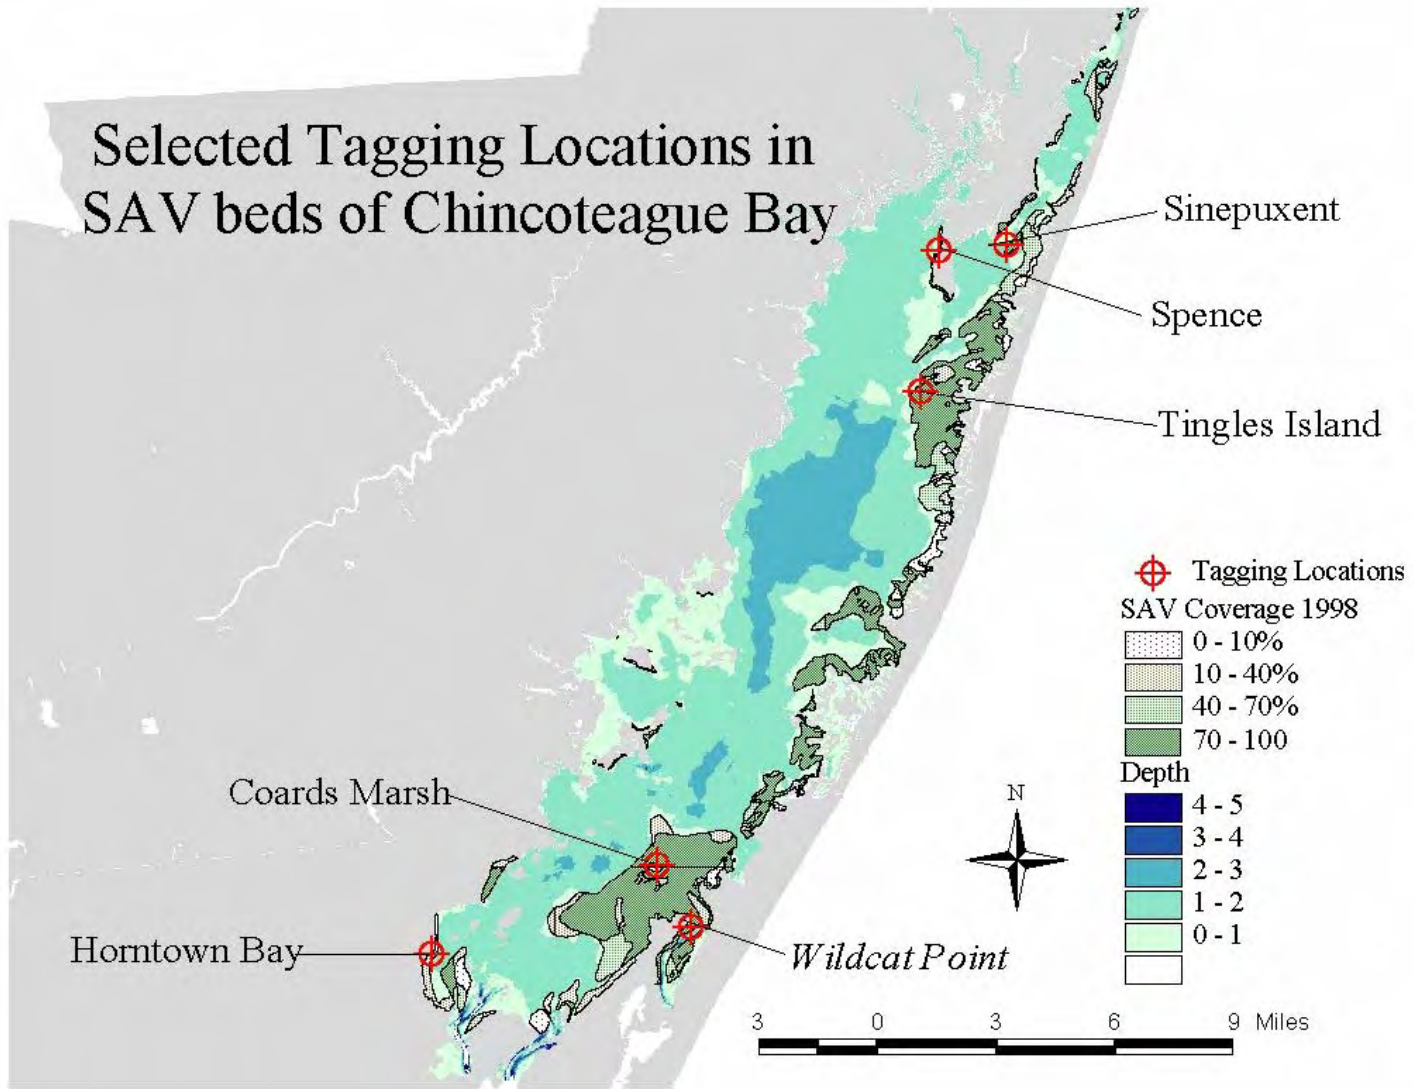 Selected Tagging Locations in
SAV beds of Chincoteague Bay
Sinepuxent
Spence
Tingles Island
Tagging Locations
SAV Coverage 1998
0 - 10%
10 - 40%
40 - 70%
70 - 100
Depth
4 - 5
3 - 4
2 - 3
1 - 2
0 - 1
Coards Marsh
N
Horntown Bay
Wildcat Point
3 0 3 6 9 Miles